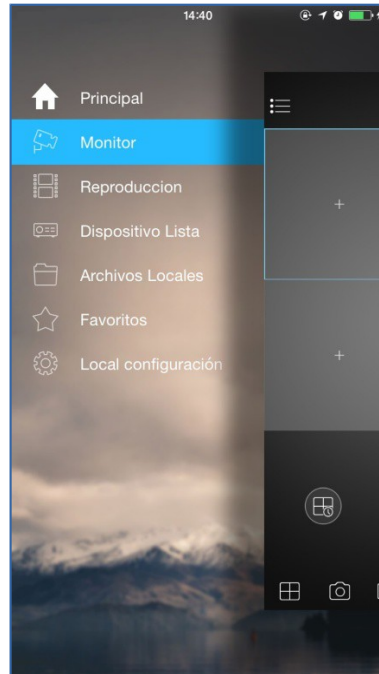 14:40
Principal
Monitor
Reproduccion
Dispositivo Lista
Archivos Locales
Favoritos
Local configuración